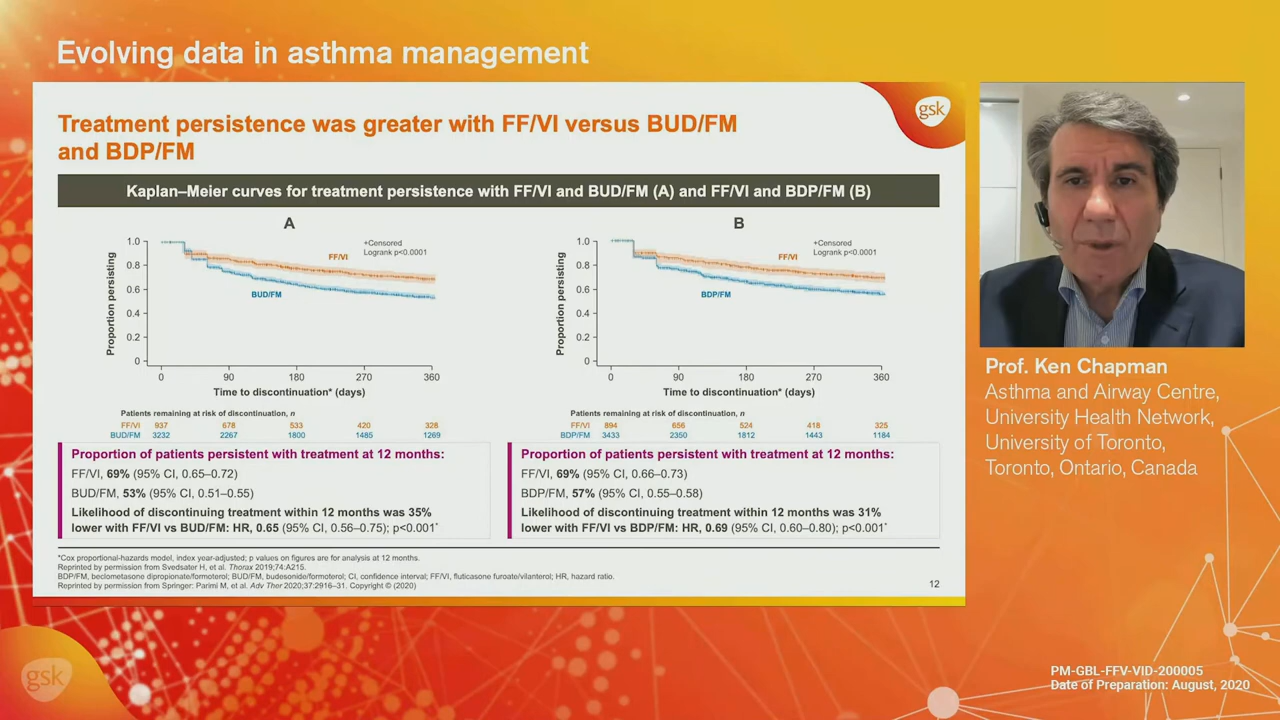 Evolving data in asthma management
gsk
Treatment persistence was greater with FF/VI versus BUD/FM
and BDP/FM
Kaplan–Meier curves for treatment persistence with FF/VI and BUD/FM (A) and FF/VI and BDP/FM (B)
A
Proportion persisting
1.0
0.8
0.6
0.4
0.2
0
+Censored
Logrank p<0.0001
FF/VI
BUD/FM
0 90 180 270 360
Time to discontinuation* (days)
Patients remaining at risk of discontinuation, n
FF/VI 937 678 533 420 328
BUD/FM 3232 2267 1800 1485 1269
B
Proportion persisting
1.0
0.8
0.6
0.4
0.2
0
+Censored
Logrank p<0.0001
FF/VI
BDP/FM
0 90 180 270 360
Time to discontinuation* (days)
Patients remaining at risk of discontinuation, n
FF/VI 894 656 524 418 325
BDP/FM 3433 2350 1812 1443 1184
Proportion of patients persistent with treatment at 12 months:
FF/VI, 69% (95% CI, 0.65–0.72)
BUD/FM, 53% (95% CI, 0.51–0.55)
Likelihood of discontinuing treatment within 12 months was 35%
lower with FF/VI vs BUD/FM: HR, 0.65 (95% CI, 0.56–0.75); p<0.001*
Proportion of patients persistent with treatment at 12 months:
FF/VI, 69% (95% CI, 0.66–0.73)
BDP/FM, 57% (95% CI, 0.55–0.58)
Likelihood of discontinuing treatment within 12 months was 31%
lower with FF/VI vs BDP/FM: HR, 0.69 (95% CI, 0.60–0.80); p<0.001*
*Cox proportional-hazards model, index year-adjusted; p values on figures are for analysis at 12 months.
Reprinted by permission from Svedsater H, et al. Thorax 2019;74:A215.
BDP/FM, beclometasone dipropionate/formoterol; BUD/FM, budesonide/formoterol; CI, confidence interval; FF/VI, fluticasone furoate/vilanterol; HR, hazard ratio.
Reprinted by permission from Springer: Parimi M, et al. Adv Ther 2020;37:2916–31. Copyright © (2020)
12
Prof. Ken Chapman
Asthma and Airway Centre,
University Health Network,
University of Toronto,
Toronto, Ontario, Canada
gsk
PM-GBL-FFV-VID-200005
Date of Preparation: August, 2020